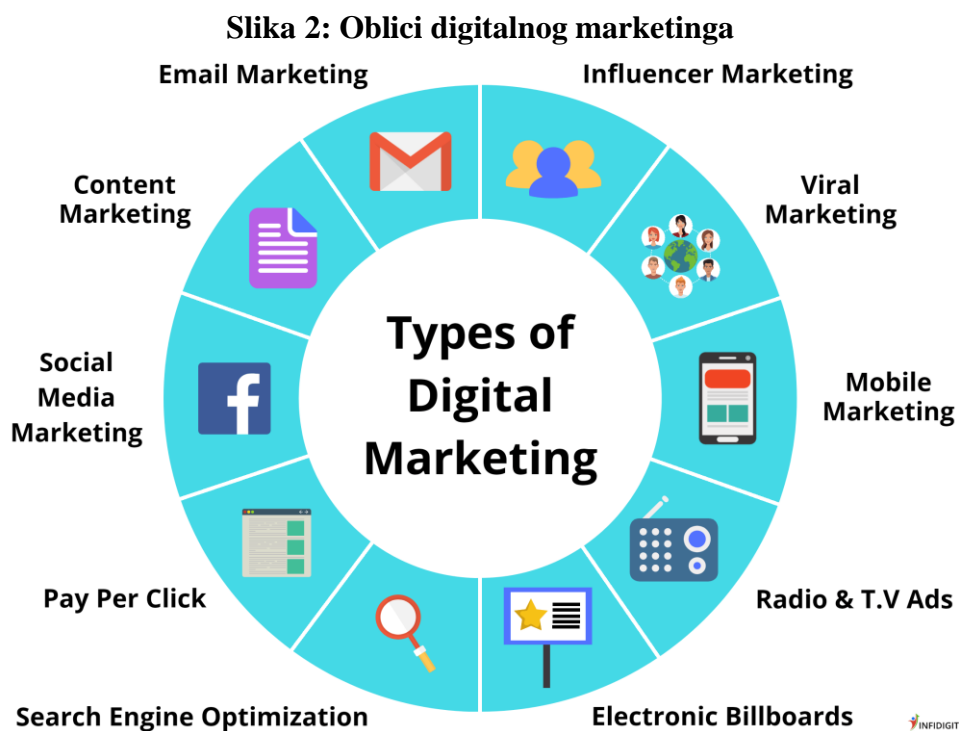 Slika 2: Oblici digitalnog marketinga
Email Marketing
Influencer Marketing
Content
Marketing
Viral
Marketing
Social
Media
Marketing
Types of
Digital
Marketing
Mobile
Marketing
Pay Per Click
Radio & T.V Ads
Search Engine Optimization
Electronic Billboards
INFIDIGIT